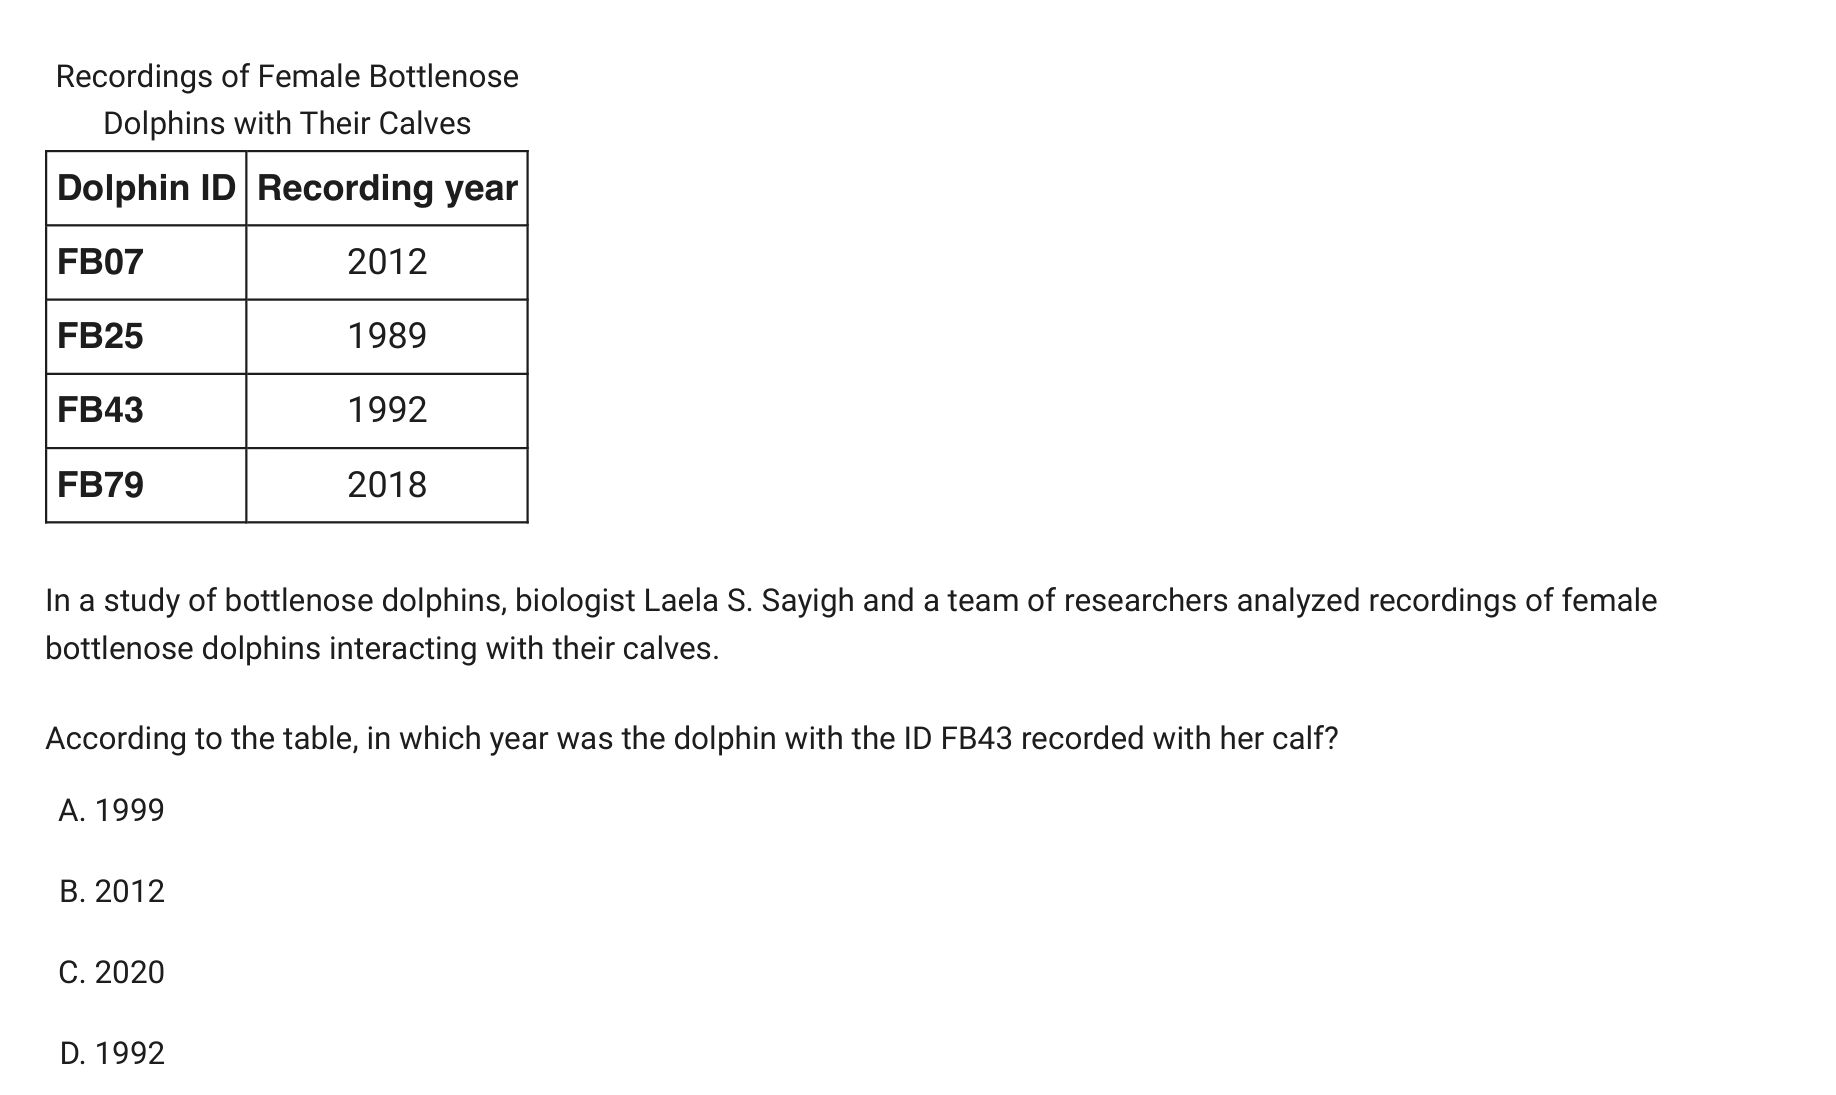 Recordings of Female Bottlenose
Dolphins with Their Calves
Dolphin ID Recording year
FB07 2012
FB25 1989
FB43 1992
FB79 2018
In a study of bottlenose dolphins, biologist Laela S. Sayigh and a team of researchers analyzed recordings of female
bottlenose dolphins interacting with their calves.
According to the table, in which year was the dolphin with the ID FB43 recorded with her calf?
A. 1999
B. 2012
C. 2020
D. 1992